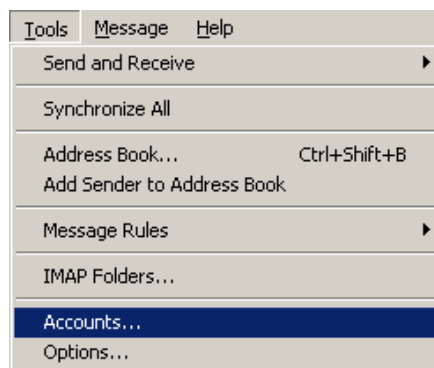 Tools Message Help
Send and Receive
Synchronize All
Address Book... Ctrl+Shift+B
Add Sender to Address Book
Message Rules
IMAP Folders...
Accounts...
Options...